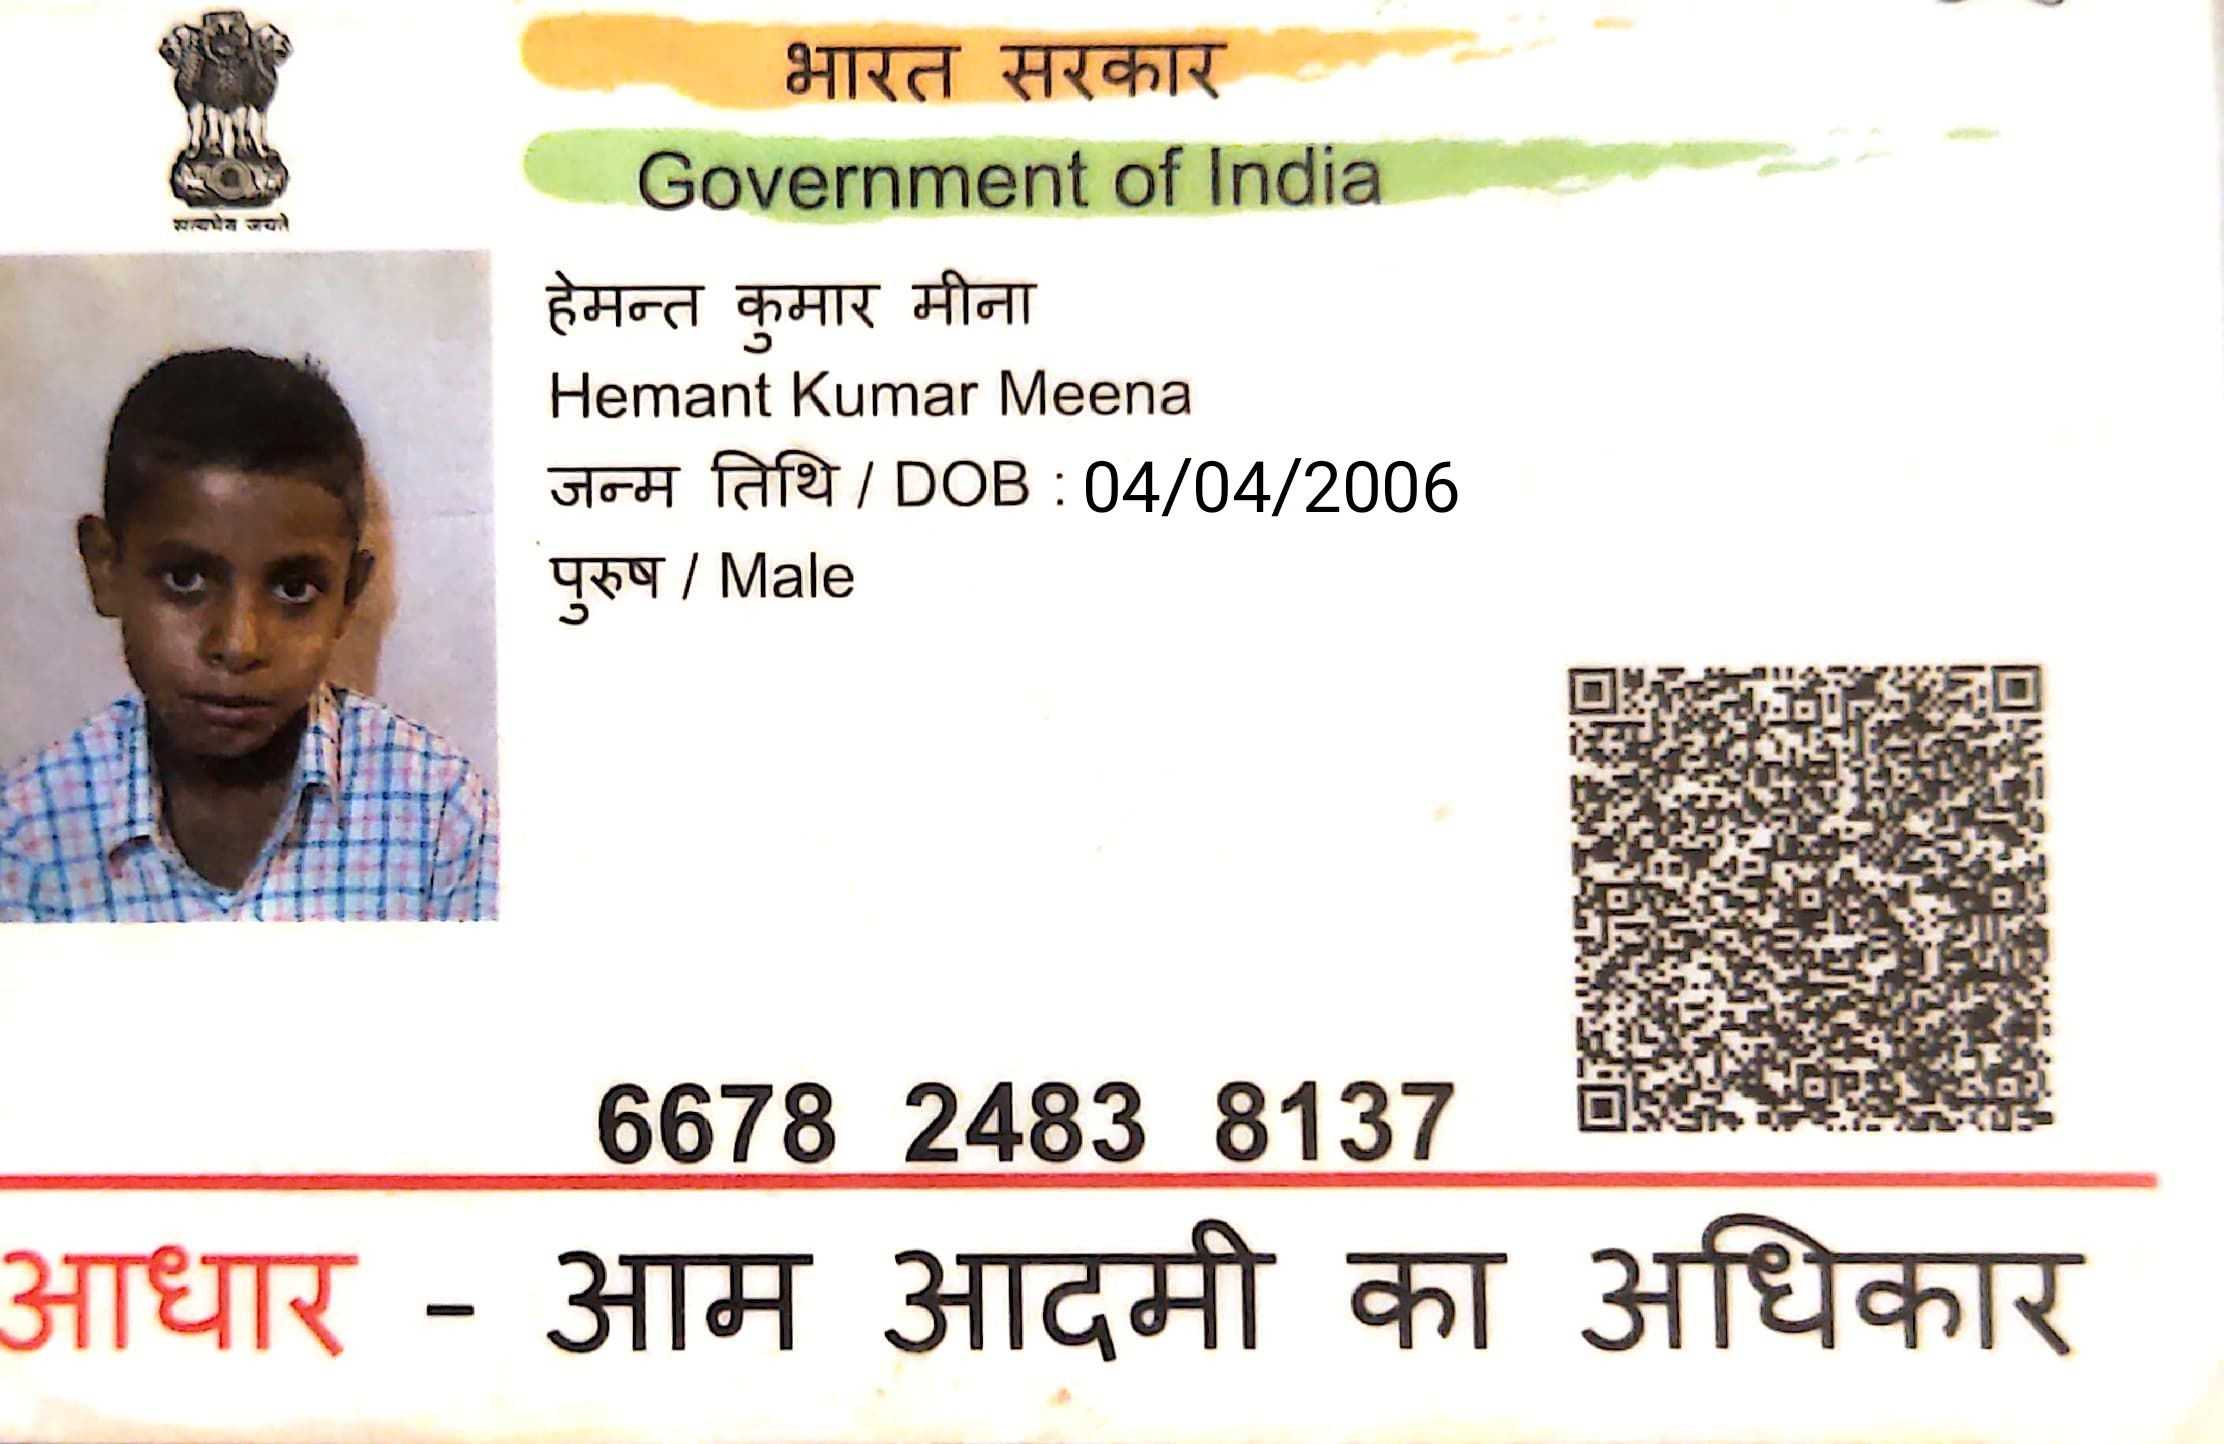 सत्यमेव जयते
भारत सरकार
Government of India
हेमन्त कुमार मीना
Hemant Kumar Meena
जन्म तिथि / DOB : 04/04/2006
पुरुष / Male
6678 2483 8137
आधार - आम आदमी का अधिकार